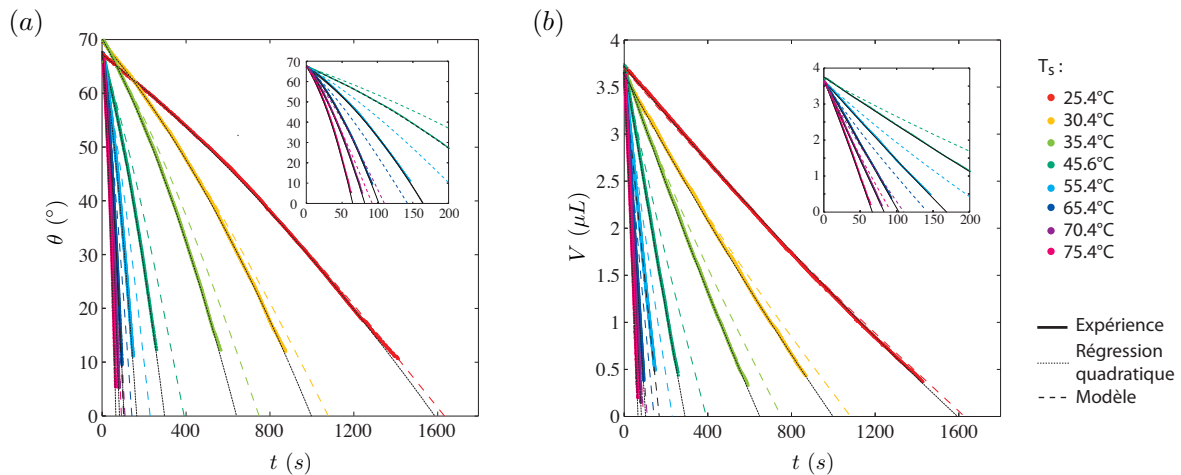 (a)
70
60
50
40
30
20
10
0
θ (°)
0 400 800 1200 1600
t (s)
70
60
50
40
30
20
10
0
0 50 100 150 200
(b)
4
3.5
3
2.5
2
1.5
1
0.5
0
V (μL)
0 400 800 1200 1600
t (s)
4
3
2
1
0
0 50 100 150 200
Ts :
25.4°C
30.4°C
35.4°C
45.6°C
55.4°C
65.4°C
70.4°C
75.4°C
Expérience
Régression
quadratique
Modèle